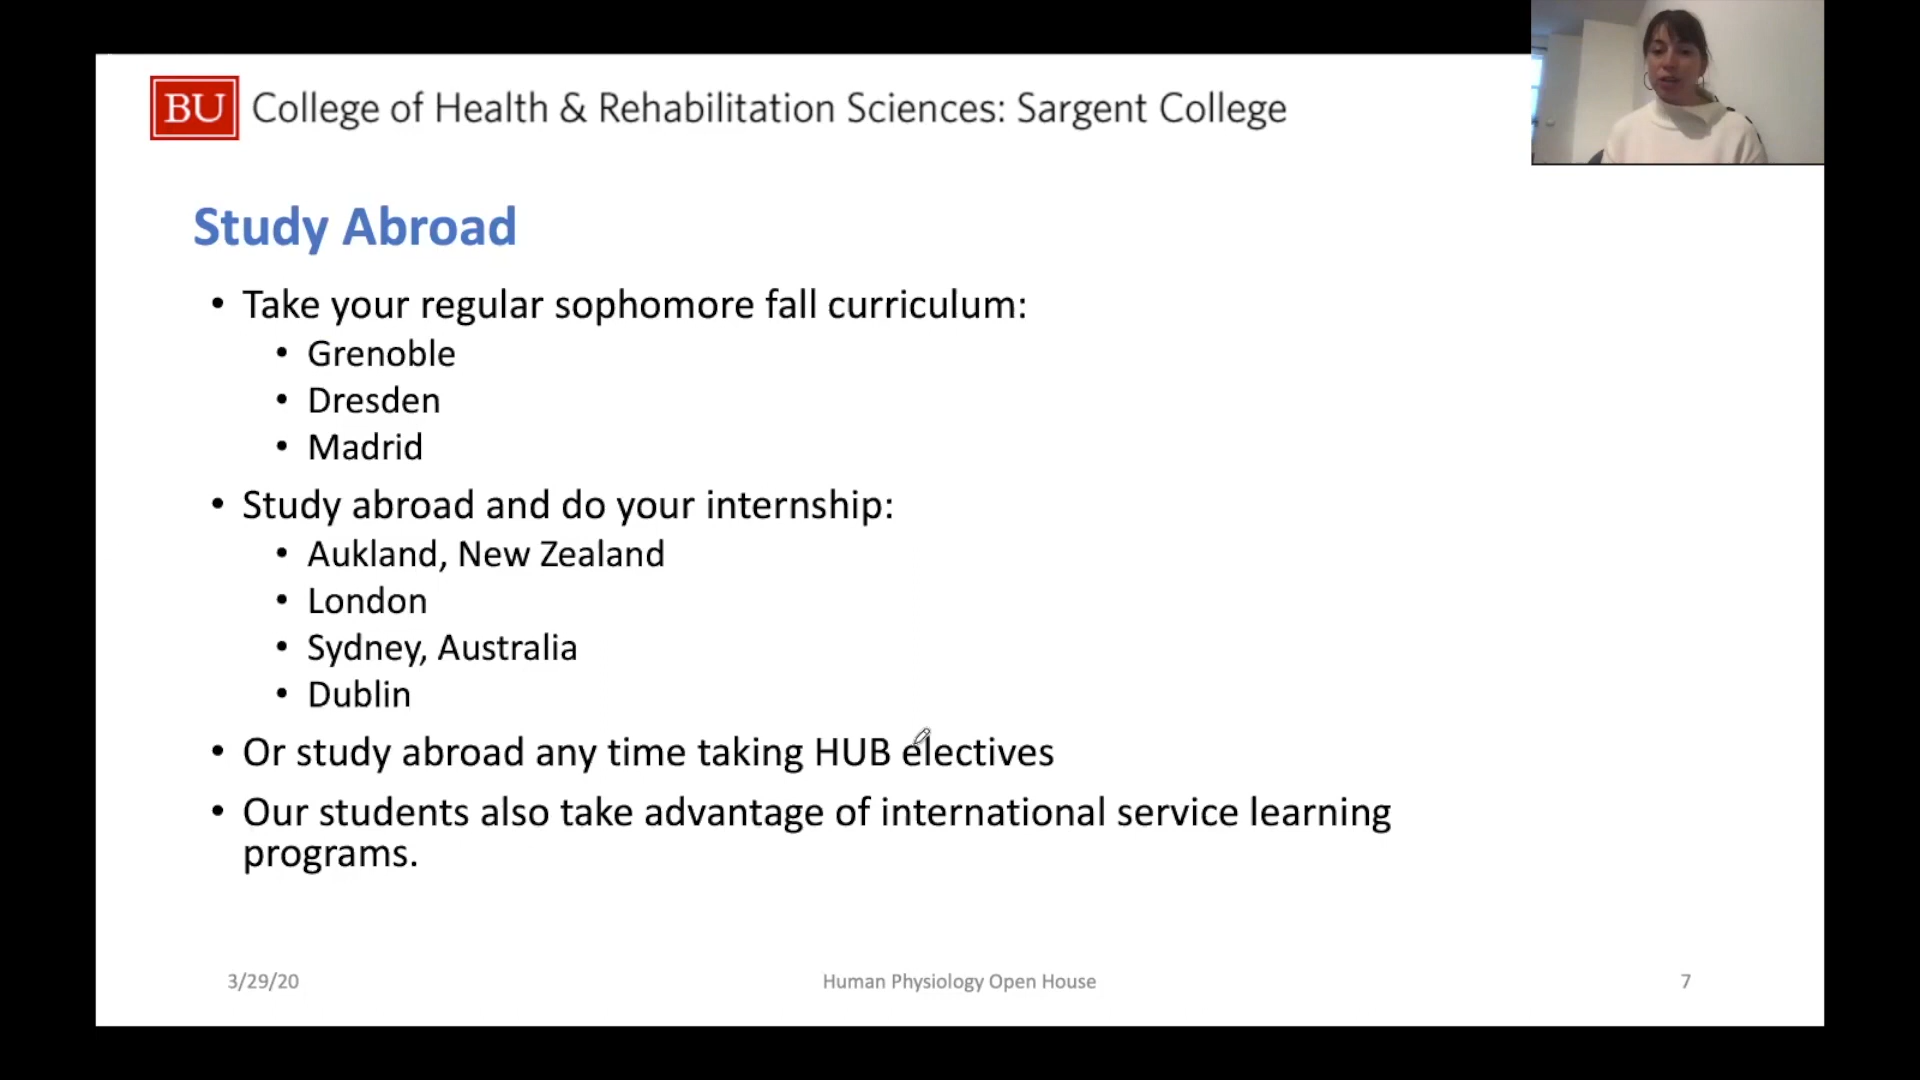 BU College of Health & Rehabilitation Sciences: Sargent College
Study Abroad
• Take your regular sophomore fall curriculum:
• Grenoble
• Dresden
• Madrid
• Study abroad and do your internship:
• Aukland, New Zealand
• London
• Sydney, Australia
• Dublin
• Or study abroad any time taking HUB electives
• Our students also take advantage of international service learning
programs.
3/29/20 Human Physiology Open House 7